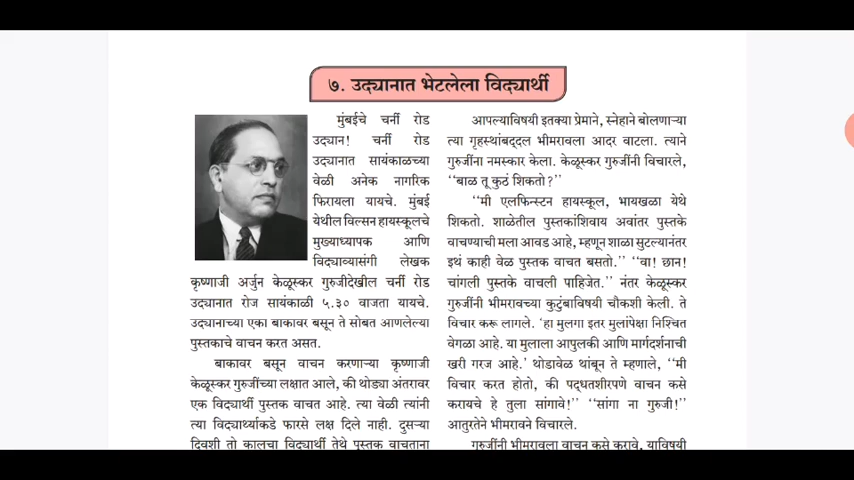 ७. उद्यानात भेटलेला विद्यार्थी
मुंबईचे चर्नी रोड
उद्यान! चर्नी रोड
उद्यानात सायंकाळच्या
वेळी अनेक नागरिक
फिरायला यायचे. मुंबई
येथील विल्सन हायस्कूलचे
मुख्याध्यापक आणि
विद्याव्यासंगी लेखक
कृष्णाजी अर्जुन केळूस्कर गुरुजीदेखील चर्नी रोड
उद्यानात रोज सायंकाळी ५.३० वाजता यायचे.
उद्यानाच्या एका बाकावर बसून ते सोबत आणलेल्या
पुस्तकाचे वाचन करत असत.
बाकावर बसून वाचन करणाऱ्या कृष्णाजी
केळूस्कर गुरुजींच्या लक्षात आले, की थोड्या अंतरावर
एक विद्यार्थी पुस्तक वाचत आहे. त्या वेळी त्यांनी
त्या विद्यार्थ्याकडे फारसे लक्ष दिले नाही. दुसऱ्या
दिवशी तो कालचा विद्यार्थी तेथे पुस्तक वाचताना
आपल्याविषयी इतक्या प्रेमाने, स्नेहाने बोलणाऱ्या
त्या गृहस्थांबद्दल भीमरावला आदर वाटला. त्याने
गुरुजींना नमस्कार केला. केळूस्कर गुरुजींनी विचारले,
‘‘बाळ तू कुठं शिकतो?’’
‘‘मी एलफिन्स्टन हायस्कूल, भायखळा येथे
शिकतो. शाळेतील पुस्तकांशिवाय अवांतर पुस्तके
वाचण्याची मला आवड आहे, म्हणून शाळा सुटल्यानंतर
इथं काही वेळ पुस्तक वाचत बसतो.’’ ‘‘वा! छान!
चांगली पुस्तके वाचली पाहिजेत.’’ नंतर केळूस्कर
गुरुजींनी भीमरावच्या कुटुंबाविषयी चौकशी केली. ते
विचार करू लागले. ‘हा मुलगा इतर मुलांपेक्षा निश्चित
वेगळा आहे. या मुलाला आपुलकी आणि मार्गदर्शनाची
खरी गरज आहे.’ थोडावेळ थांबून ते म्हणाले, ‘‘मी
विचार करत होतो, की पद्धतशीरपणे वाचन कसे
करायचे हे तुला सांगावे!’’ ‘‘सांगा ना गुरुजी!’’
आतुरतेने भीमरावने विचारले.
गुरुजींनी भीमरावला वाचन कसे करावे, याविषयी